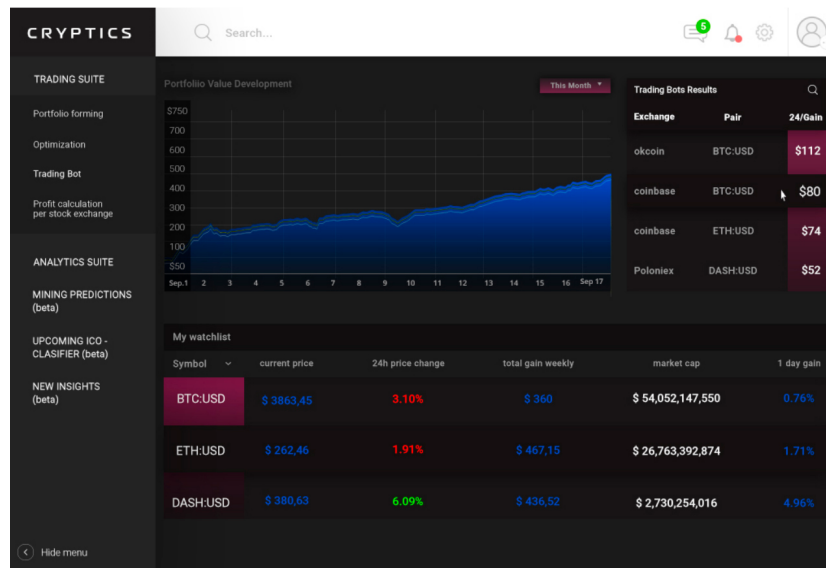 CRYPTICS
Search...
5
TRADING SUITE
Portfolio forming
Optimization
Trading Bot
Profit calculation
per stock exchange
ANALYTICS SUITE
MINING PREDICTIONS
(beta)
UPCOMING ICO -
CLASIFIER (beta)
NEW INSIGHTS
(beta)
Hide menu
Portfoliio Value Development
This Month
$750
700
600
500
400
300
200
100
$50
Sep.1 2 3 4 5 6 7 8 9 10 11 12 13 14 15 16 Sep 17
Trading Bots Results
Exchange Pair 24/Gain
okcoin BTC:USD $112
coinbase BTC:USD $80
coinbase ETH:USD $74
Poloniex DASH:USD $52
My watchlist
Symbol current price 24h price change total gain weekly market cap 1 day gain
BTC:USD $ 3863,45 3.10% $ 360 $ 54,052,147,550 0.76%
ETH:USD $ 262,46 1.91% $ 467,15 $ 26,763,392,874 1.71%
DASH:USD $ 380,63 6.09% $ 436,52 $ 2,730,254,016 4.96%